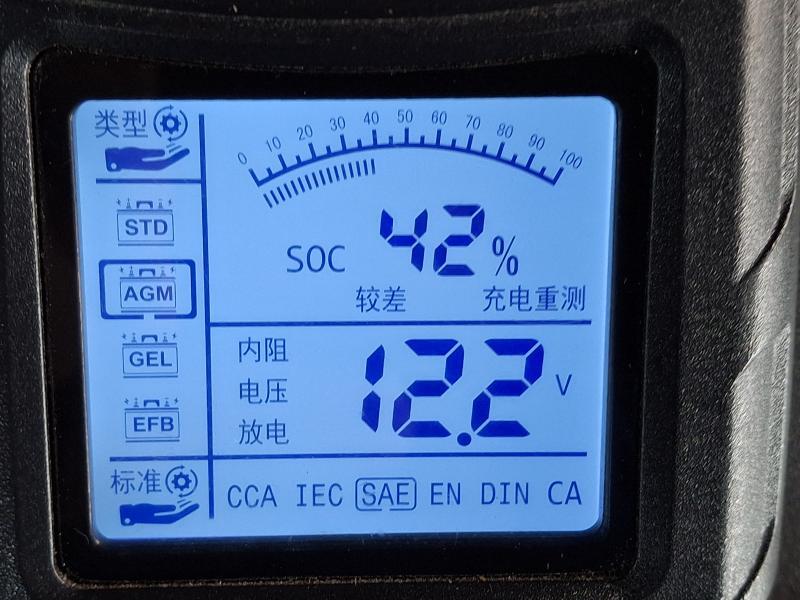 类型
0 10 20 30 40 50 60 70 80 90 100
STD
SOC 42%
AGM
较差 充电重测
GEL
内阻
电压
放电
12.2 V
EFB
标准
CCA IEC SAE EN DIN CA